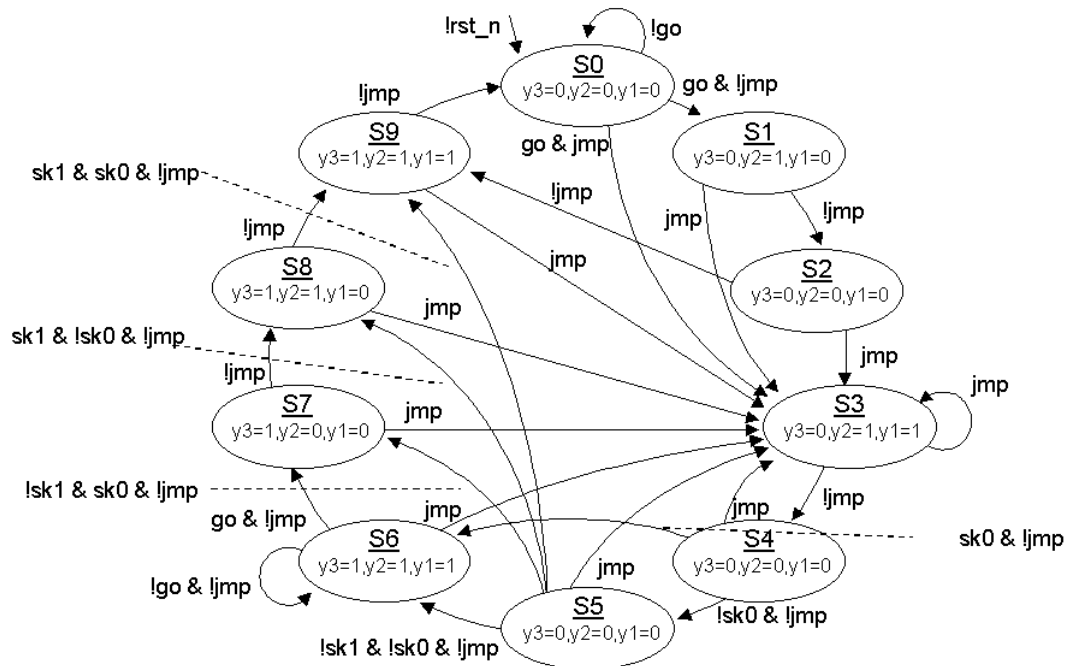 !rst_n
!go
S0
y3=0,y2=0,y1=0
go & !jmp
!jmp
S9
y3=1,y2=1,y1=1
S1
y3=0,y2=1,y1=0
go & jmp
sk1 & sk0 & !jmp
!jmp
jmp
!jmp
!jmp
S8
y3=1,y2=1,y1=0
jmp
S2
y3=0,y2=0,y1=0
jmp
sk1 & !sk0 & !jmp
jmp
!jmp
S7
y3=1,y2=0,y1=0
jmp
S3
y3=0,y2=1,y1=1
jmp
!sk1 & sk0 & !jmp
!jmp
go & !jmp
jmp
jmp
S6
y3=1,y2=1,y1=1
S4
y3=0,y2=0,y1=0
sk0 & !jmp
!go & !jmp
jmp
S5
y3=0,y2=0,y1=0
!sk0 & !jmp
!sk1 & !sk0 & !jmp